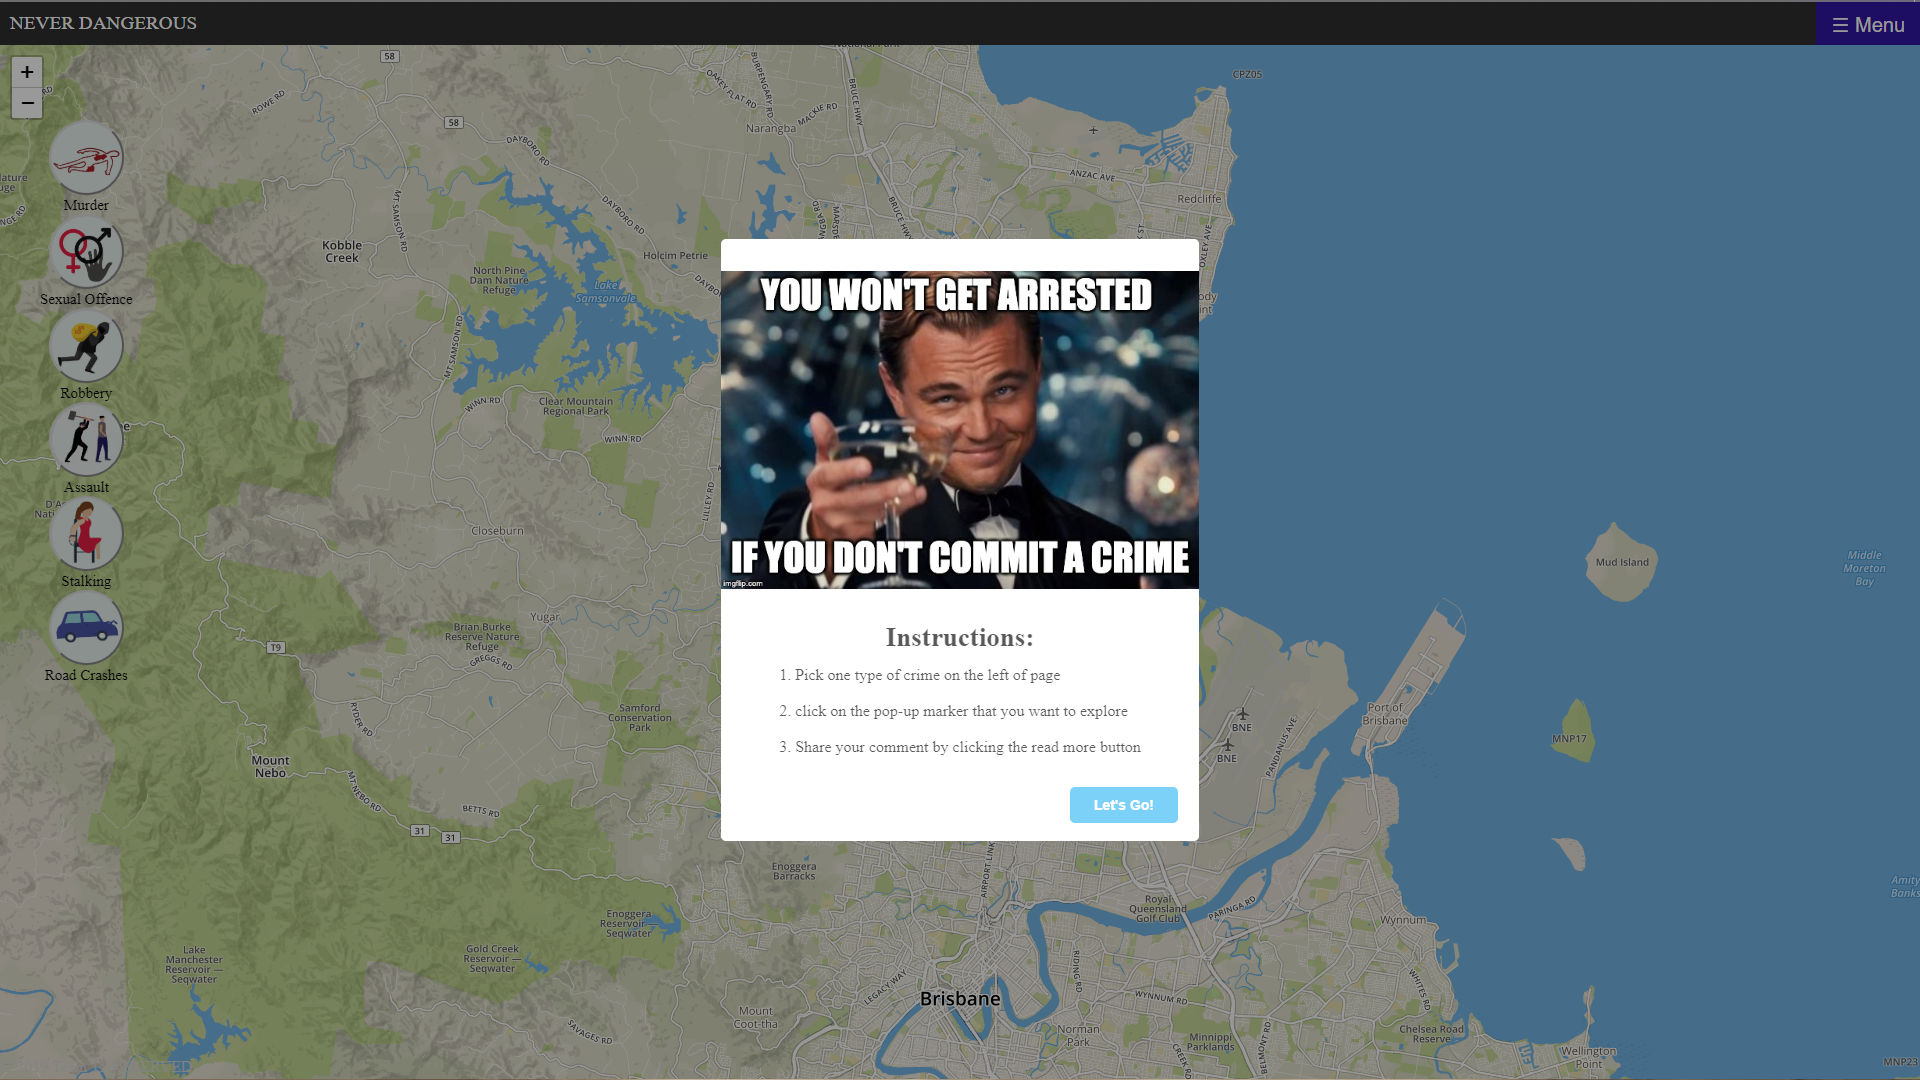 NEVER DANGEROUS
☰ Menu
+
−
Murder
Sexual Offence
Robbery
Assault
Stalking
Road Crashes
YOU WON'T GET ARRESTED
IF YOU DON'T COMMIT A CRIME
imgflip.com
Instructions:
1. Pick one type of crime on the left of page
2. click on the pop-up marker that you want to explore
3. Share your comment by clicking the read more button
Let's Go!
58
ROWE RD
58
DAYBORO RD
OAKEY FLAT RD
BURPENGARY RD
MACKIE RD
BRUCE HWY
Narangba
CPZ05
ANZAC AVE
Redcliffe
MT SAMSON RD
DAYBORO RD
BRUCE HWY
Kobble
Creek
North Pine
Dam Nature
Refuge
Lake
Samsonvale
Holcim Petrie
MT SAMSON RD
WINN RD
Clear Mountain
Regional Park
WINN RD
LILLEY RD
Closeburn
Mud Island
Middle
Moreton
Bay
Yugar
Brian Burke
Reserve Nature
Refuge
GREGGS RD
T9
RYDER RD
Samford
Conservation
Park
Port of
Brisbane
BNE
BNE
PANDANUS AVE
MNP17
Mount
Nebo
MT NEBO RD
BETTS RD
31
31
Enoggera
Barracks
AIRPORT LINK
Royal
Queensland
Golf Club
PARINGA RD
Wynnum
Amity
Banks
Enoggera
Reservoir —
Seqwater
Lake
Manchester
Reservoir —
Seqwater
Gold Creek
Reservoir —
Seqwater
LEGACY WAY
Brisbane
RIDING RD
WYNNUM RD
WHITES RD
Mount
Coot-tha
SAVAGES RD
Norman
Park
CREEK RD
Minnippi
Parklands
BELMONT RD
Chelsea Road
Reserve
Wellington
Point
MNP23